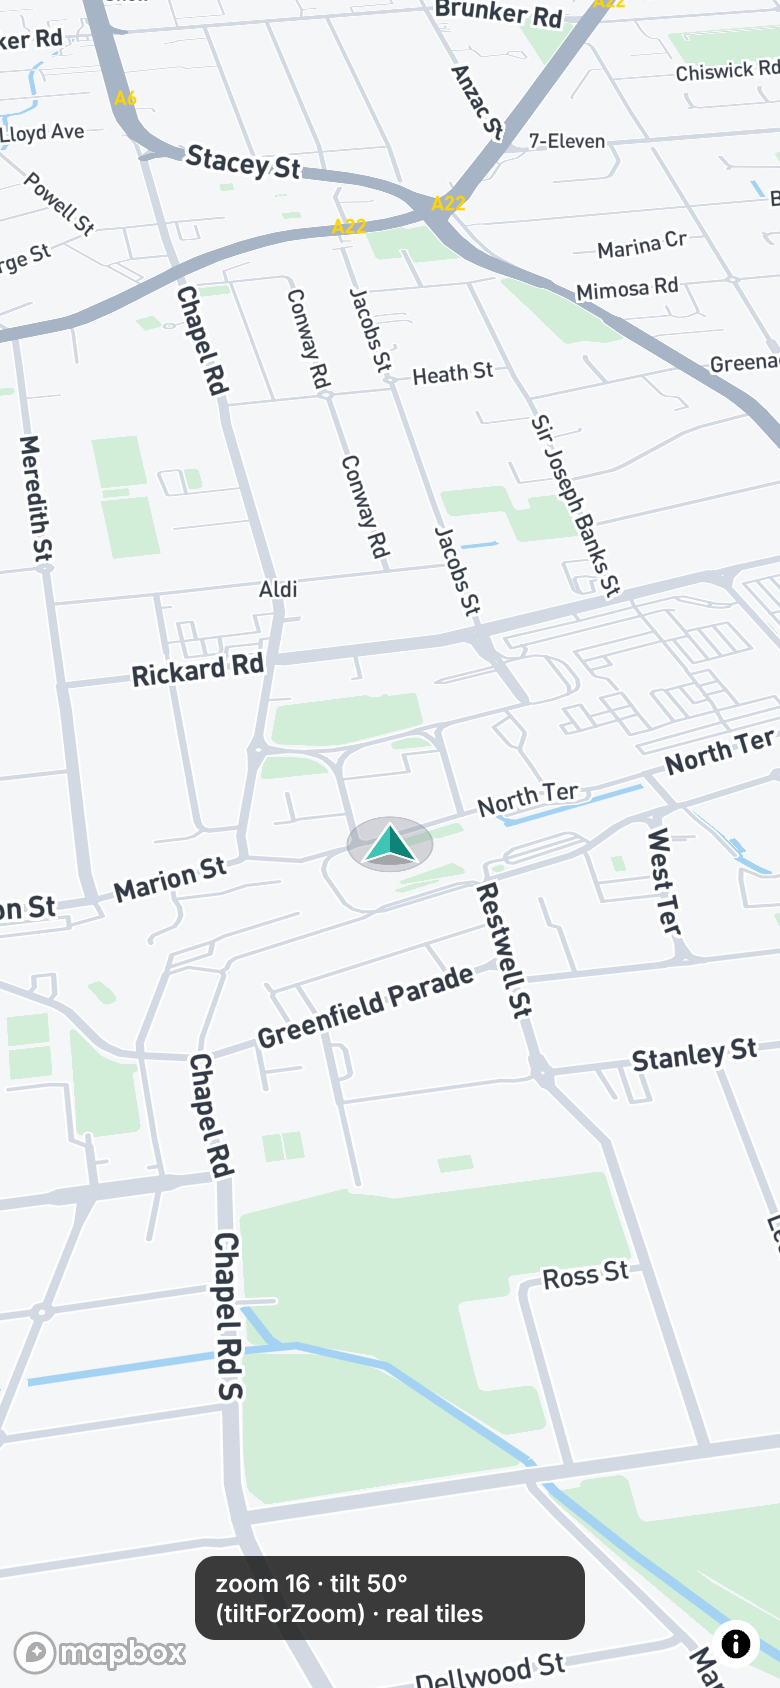 Brunker Rd
A22
ker Rd
Chiswick Rd
Anzac St
A6
Lloyd Ave
7-Eleven
Stacey St
Powell St
A22
A22
Marina Cr
rge St
Mimosa Rd
Chapel Rd
Conway Rd
Jacobs St
Heath St
Greena
Meredith St
Sir Joseph Banks St
Conway Rd
Jacobs St
Aldi
Rickard Rd
North Ter
North Ter
Marion St
on St
West Ter
Restwell St
Greenfield Parade
Stanley St
Chapel Rd
Chapel Rd S
Ross St
zoom 16 · tilt 50°
(tiltForZoom) · real tiles
mapbox
Dellwood St